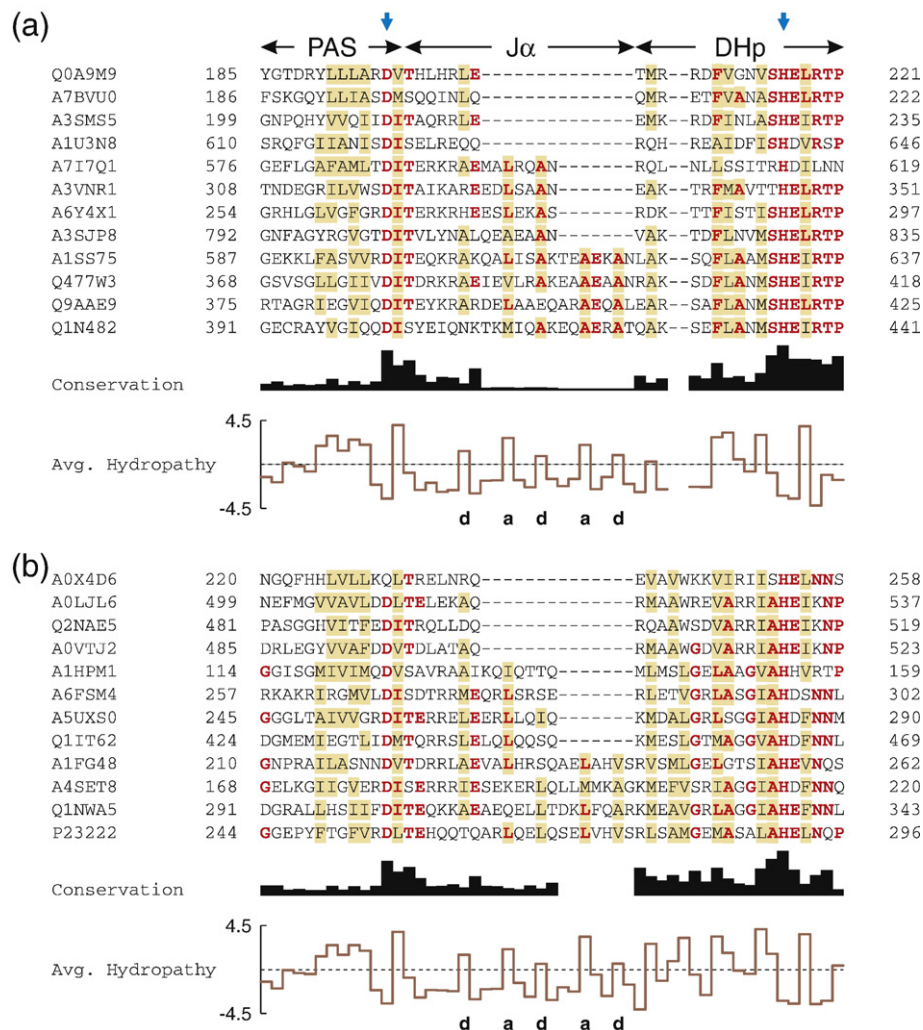 (a)
PAS Jα DHp
Q0A9M9 185 YGTDRYLLLARDVTHLHRLE--------------TMR--RDFVGNVSHELRTP 221
A7BVU0 186 FSKGQYLLIASDMSQQINLQ--------------QMR--ETFVANASHELRTP 222
A3SMS5 199 GNPQHYVVQIIDITAQRRLE--------------EMK--RDFINLASHEIRTP 235
A1U3N8 610 SRQFGIIANISDISELREQQ--------------RQH--REAIDFISHDVRSP 646
A7I7Q1 576 GEFLGAFAMLTDITERKRAEMALRQAN-------RQL--NLLSSITRHDILNN 619
A3VNR1 308 TNDEGRILVWSDITAIKAREEDLSAAN-------EAK--TRFMAVTTHELRTP 351
A6Y4X1 254 GRHLGLVGFGRDITERKRHEESLEKAS-------RDK--TTFISTISHELRTP 297
A3SJP8 792 GNFAGYRGVGTDITVLYNALQEAEAAN-------VAK--TDFLNVMSHELRTP 835
A1SS75 587 GEKKLFASVVRDITEQKRAKQALISAKTEAEKANLAK--SQFLAAMSHELRTP 637
Q477W3 368 GSVSGLLGIIVDITDRKAEIEVLRAKEAAEAANRAKS--ADFLANMSHEIRTP 418
Q9AAE9 375 RTAGRIEGVIQDITEYKRARDELAAEQARAEQALEAR--SAFLANMSHEIRTP 425
Q1N482 391 GECRAYVGIQQDISYEIQNKTKMIQAKEQAERATQAK--SEFLANMSHEIRTP 441
Conservation
4.5
Avg. Hydropathy
-4.5
d a d a d
(b)
A0X4D6 220 NGQFHHLVLLKQLTRELNRQ--------------EVAVWKKVIRIISHELNNS 258
A0LJL6 499 NEFMGVVAVLDDLTELEKAQ--------------RMAAWREVARRIAHEIKNP 537
Q2NAE5 481 PASGGHVITFEDITRQLLDQ--------------RQAAWSDVARRIAHEIKNP 519
A0VTJ2 485 DRLEGYVVAFDDVTDLATAQ--------------RMAAWGDVARRIAHEIKNP 523
A1HPM1 114 GGISGMIVIMQDVSAVRAAIKQIQTTQ-------MLMSLGELAAGVAHHVRTP 159
A6FSM4 257 RKAKRIRGMVLDISDTRRMEQRLSRSE-------RLETVGRLASGIAHDSNNL 302
A5UXS0 245 GGGLTAIVVGRDITERRELEERLLQIQ-------KMDALGRLSGGIAHDFNNM 290
Q1IT62 424 DGMEMIEGTLIDMTQRRSLELQLQQSQ-------KMESLGTMAGGVAHDFNNL 469
A1FG48 210 GNPRAILASNNDVTDRRLAEVALHRSQAELAHVSRVSMLGELGTSIAHEVNQS 262
A4SET8 168 GELKGIIGVERDISERRRIESEKERLQLLMMKAGKMEFVSRIAGGIAHDFNNQ 220
Q1NWA5 291 DGRALLHSIIFDITEQKKAEAEQELLTDKLFQARKMEAVGRLAGGIAHDFNNQ 343
P23222 244 GGEPYFTGFVRDLTEHQQTQARLQELQSELVHVSRLSAMGEMASALAHELNQP 296
Conservation
4.5
Avg. Hydropathy
-4.5
d a d a d